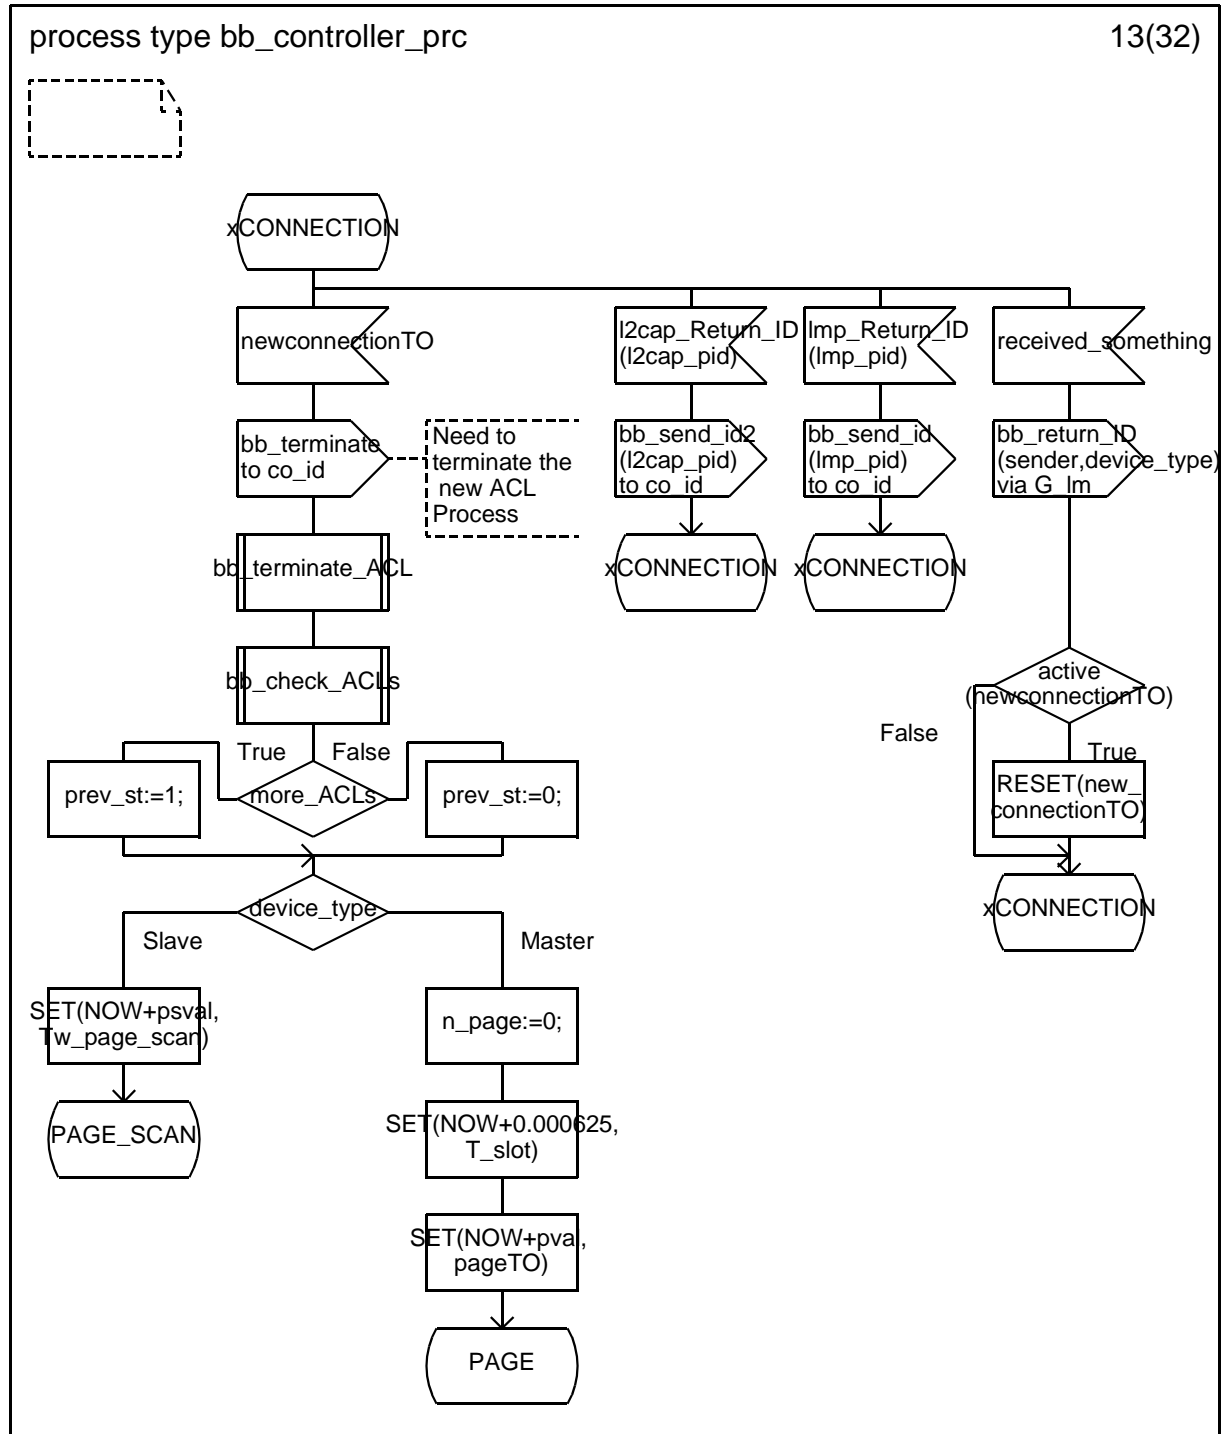 process type bb_controller_prc
13(32)
xCONNECTION
newconnectionTO
l2cap_Return_ID
(l2cap_pid)
lmp_Return_ID
(lmp_pid)
received_something
bb_terminate
to co_id
Need to
terminate the
new ACL
Process
bb_send_id2
(l2cap_pid)
to co_id
bb_send_id
(lmp_pid)
to co_id
bb_return_ID
(sender,device_type)
via G_lm
bb_terminate_ACL
xCONNECTION
xCONNECTION
bb_check_ACLs
active
(newconnectionTO)
False
True
True
False
prev_st:=1;
more_ACLs
prev_st:=0;
RESET(new_
connectionTO)
device_type
xCONNECTION
Slave
Master
SET(NOW+psval,
Tw_page_scan)
n_page:=0;
PAGE_SCAN
SET(NOW+0.000625,
T_slot)
SET(NOW+pval,
pageTO)
PAGE